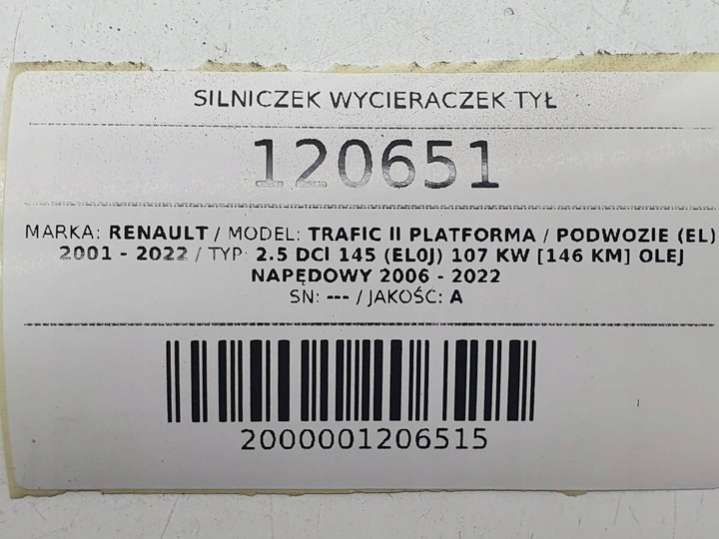 SILNICZEK WYCIERACZEK TYŁ
120651
MARKA: RENAULT / MODEL: TRAFIC II PLATFORMA / PODWOZIE (EL)
2001 - 2022 / TYP: 2.5 DCI 145 (EL0J) 107 KW [146 KM] OLEJ
NAPĘDOWY 2006 - 2022
SN: --- / JAKOŚĆ: A
2000001206515